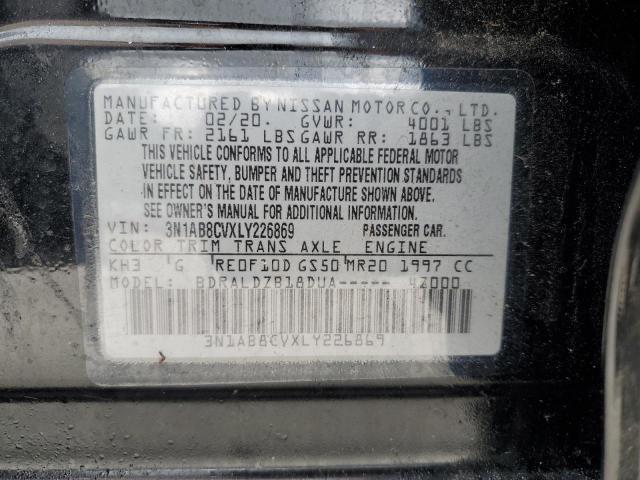 MANUFACTURED BY NISSAN MOTOR CO., LTD.
DATE: 02/20. GVWR: 4001 LBS
GAWR FR: 2161 LBS GAWR RR: 1863 LBS
THIS VEHICLE CONFORMS TO ALL APPLICABLE FEDERAL MOTOR
VEHICLE SAFETY, BUMPER AND THEFT PREVENTION STANDARDS
IN EFFECT ON THE DATE OF MANUFACTURE SHOWN ABOVE.
SEE OWNER'S MANUAL FOR ADDITIONAL INFORMATION.
VIN: 3N1AB8CVXLY226869 PASSENGER CAR.
COLOR TRIM TRANS AXLE ENGINE
KH3 G RE0F10D GS50 MR20 1997 CC
MODEL: BDRALDZB18DUA----- 42000
3N1AB8CVXLY226869